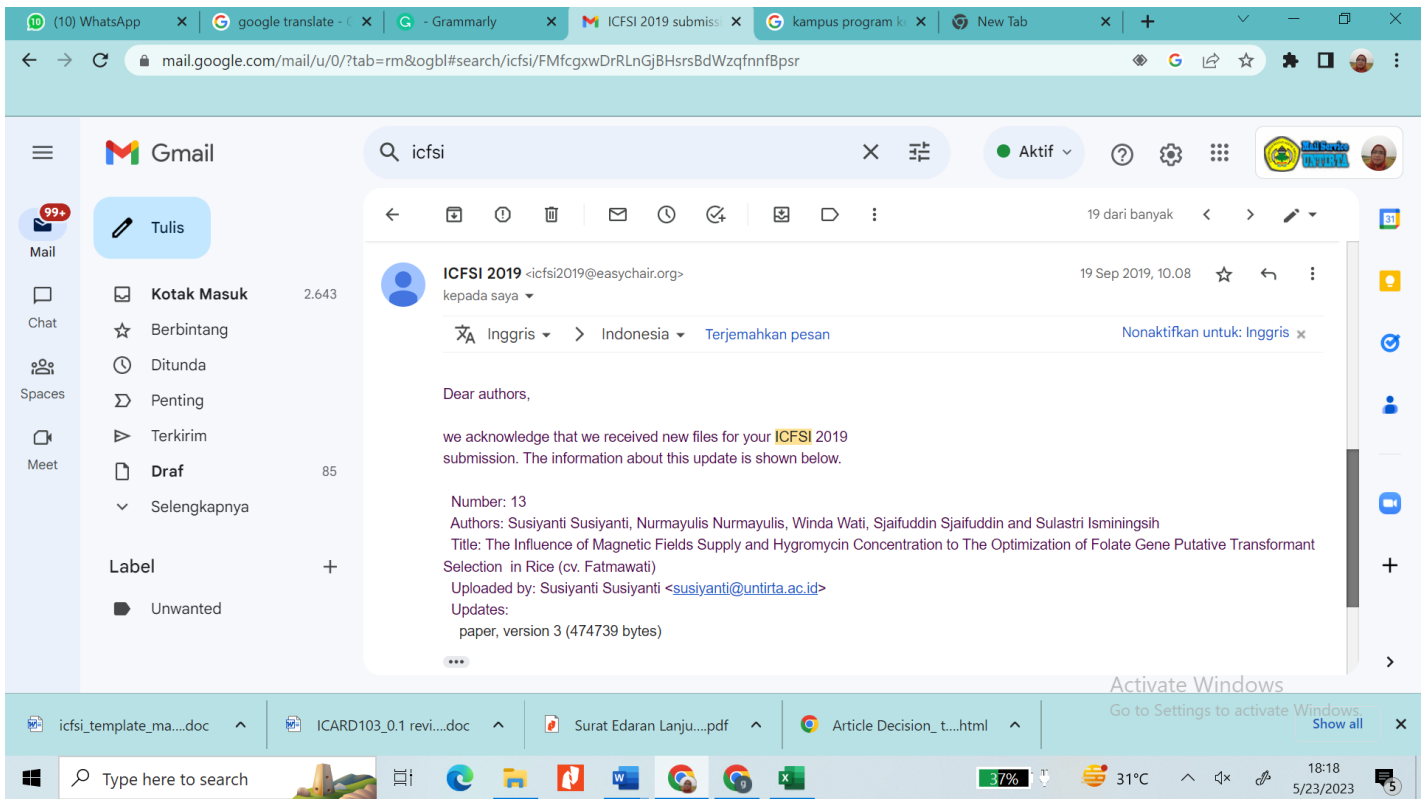 (10) WhatsApp
google translate - G
- Grammarly
ICFSI 2019 submiss
kampus program k
New Tab
mail.google.com/mail/u/0/?tab=rm&ogbl#search/icfsi/FMfcgxwDrRLnGjBHsrsBdWzqfnnfBpsr
Gmail
icfsi
Aktif
Mail Service
UNTIRTA
99+
Mail
Chat
Spaces
Meet
Tulis
Kotak Masuk 2.643
Berbintang
Ditunda
Penting
Terkirim
Draf 85
Selengkapnya
Label
Unwanted
19 dari banyak
ICFSI 2019 <icfsi2019@easychair.org>
19 Sep 2019, 10.08
kepada saya
Inggris > Indonesia Terjemahkan pesan
Nonaktifkan untuk: Inggris x
Dear authors,
we acknowledge that we received new files for your ICFSI 2019
submission. The information about this update is shown below.
Number: 13
Authors: Susiyanti Susiyanti, Nurmayulis Nurmayulis, Winda Wati, Sjaifuddin Sjaifuddin and Sulastri Isminingsih
Title: The Influence of Magnetic Fields Supply and Hygromycin Concentration to The Optimization of Folate Gene Putative Transformant
Selection in Rice (cv. Fatmawati)
Uploaded by: Susiyanti Susiyanti <susiyanti@untirta.ac.id>
Updates:
paper, version 3 (474739 bytes)
31
Activate Windows
Go to Settings to activate Windows.
icfsi_template_ma....doc
ICARD103_0.1 revi....doc
Surat Edaran Lanju....pdf
Article Decision_ t....html
Show all
Type here to search
37%
31°C
18:18
5/23/2023
5